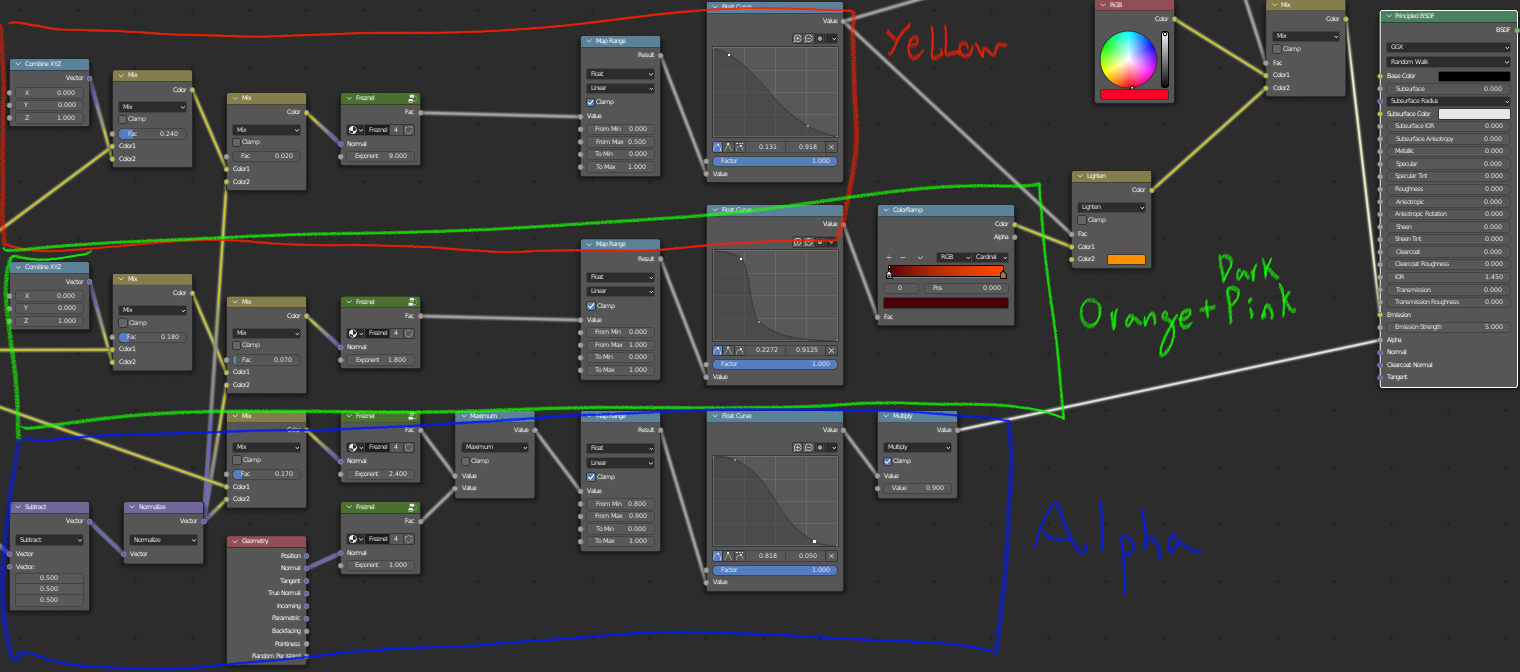 Float Curve
Value
0.131
0.918
Factor
1.000
Value
Yellow
RGB
Color
Mix
Color
Mix
Clamp
Fac
Color1
Color2
Principled BSDF
BSDF
GGX
Random Walk
Base Color
Subsurface 0.000
Subsurface Radius
Subsurface Color
Subsurface IOR 0.000
Subsurface Anisotropy 0.000
Metallic 0.000
Specular 0.000
Specular Tint 0.000
Roughness 0.000
Anisotropic 0.000
Anisotropic Rotation 0.000
Sheen 0.000
Sheen Tint 0.000
Clearcoat 0.000
Clearcoat Roughness 0.000
IOR 1.450
Transmission 0.000
Transmission Roughness 0.000
Emission
Emission Strength 5.000
Alpha
Normal
Clearcoat Normal
Tangent
Combine XYZ
Vector
X 0.000
Y 0.000
Z 1.000
Mix
Color
Mix
Clamp
Fac 0.240
Color1
Color2
Mix
Color
Mix
Clamp
Fac 0.020
Color1
Color2
Freznel
Fac
Freznel 4
Normal
Exponent 9.000
Map Range
Result
Float
Linear
Clamp
Value
From Min 0.000
From Max 0.500
To Min 0.000
To Max 1.000
Lighten
Color
Lighten
Clamp
Fac
Color1
Color2
Combine XYZ
Vector
X 0.000
Y 0.000
Z 1.000
Mix
Color
Mix
Clamp
Fac 0.180
Color1
Color2
Mix
Color
Mix
Clamp
Fac 0.070
Color1
Color2
Freznel
Fac
Freznel 4
Normal
Exponent 1.800
Map Range
Result
Float
Linear
Clamp
Value
From Min 0.000
From Max 1.000
To Min 0.000
To Max 1.000
Float Curve
Value
0.2272
0.9125
Factor 1.000
Value
ColorRamp
Color
Alpha
RGB
Cardinal
0
Pos 0.000
Fac
Dark
Orange + Pink
Subtract
Vector
Subtract
Vector
Vector:
0.500
0.500
0.500
Normalize
Vector
Normalize
Vector
Mix
Color
Mix
Clamp
Fac 0.170
Color1
Color2
Geometry
Position
Normal
Tangent
True Normal
Incoming
Parametric
Backfacing
Pointiness
Random Per Island
Freznel
Fac
Freznel 4
Normal
Exponent 2.400
Freznel
Fac
Freznel 4
Normal
Exponent 1.000
Maximum
Value
Maximum
Clamp
Value
Value
Map Range
Result
Float
Linear
Clamp
Value
From Min 0.800
From Max 0.900
To Min 0.000
To Max 1.000
Float Curve
Value
0.818
0.050
Factor 1.000
Value
Multiply
Value
Multiply
Clamp
Value
Value 0.900
Alpha